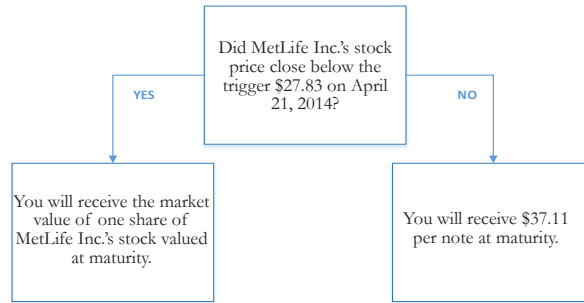 Did MetLife Inc.'s stock
price close below the
trigger $27.83 on April
21, 2014?
YES
NO
You will receive the market
value of one share of
MetLife Inc.'s stock valued
at maturity.
You will receive $37.11
per note at maturity.